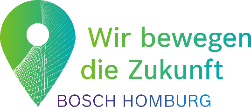 Wir bewegen
die Zukunft
BOSCH HOMBURG